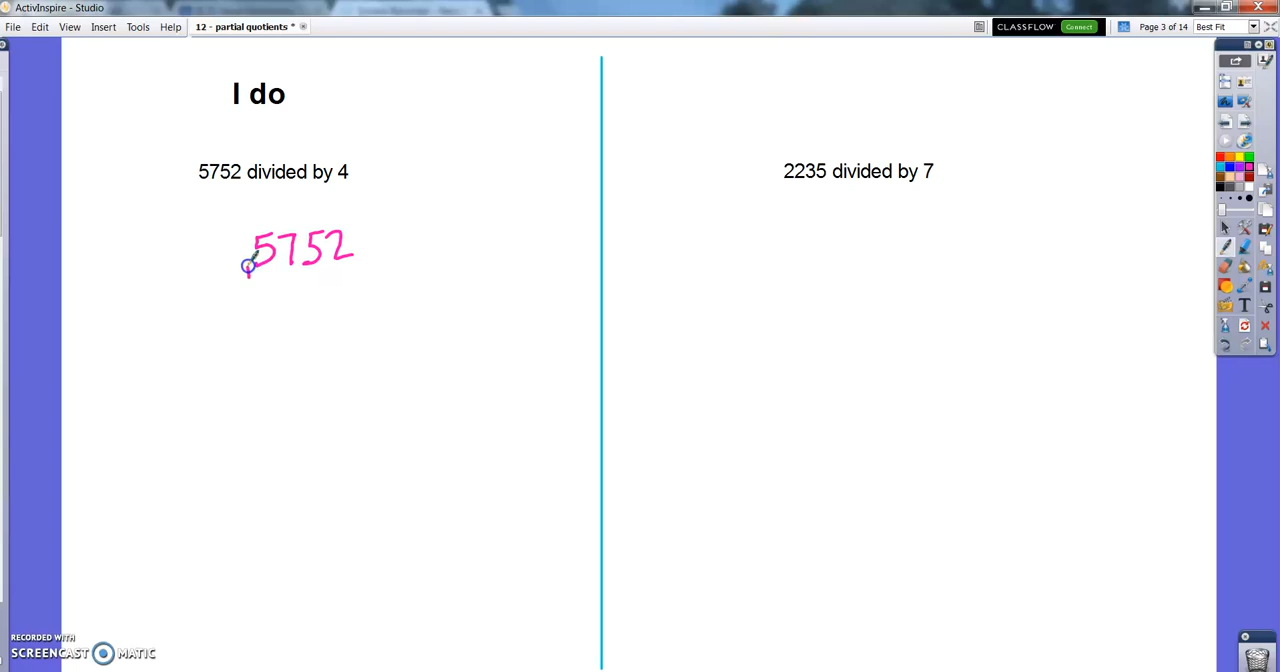 ActivInspire - Studio
File Edit View Insert Tools Help 12 - partial quotients * CLASSFLOW Connect Page 3 of 14 Best Fit
I do
5752 divided by 4
5752
2235 divided by 7
RECORDED WITH
SCREENCAST MATIC